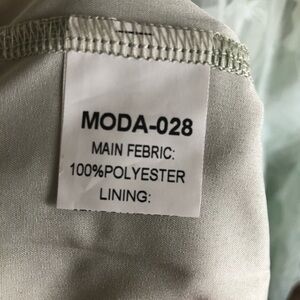 MODA-028
MAIN FEBRIC:
100%POLYESTER
LINING: